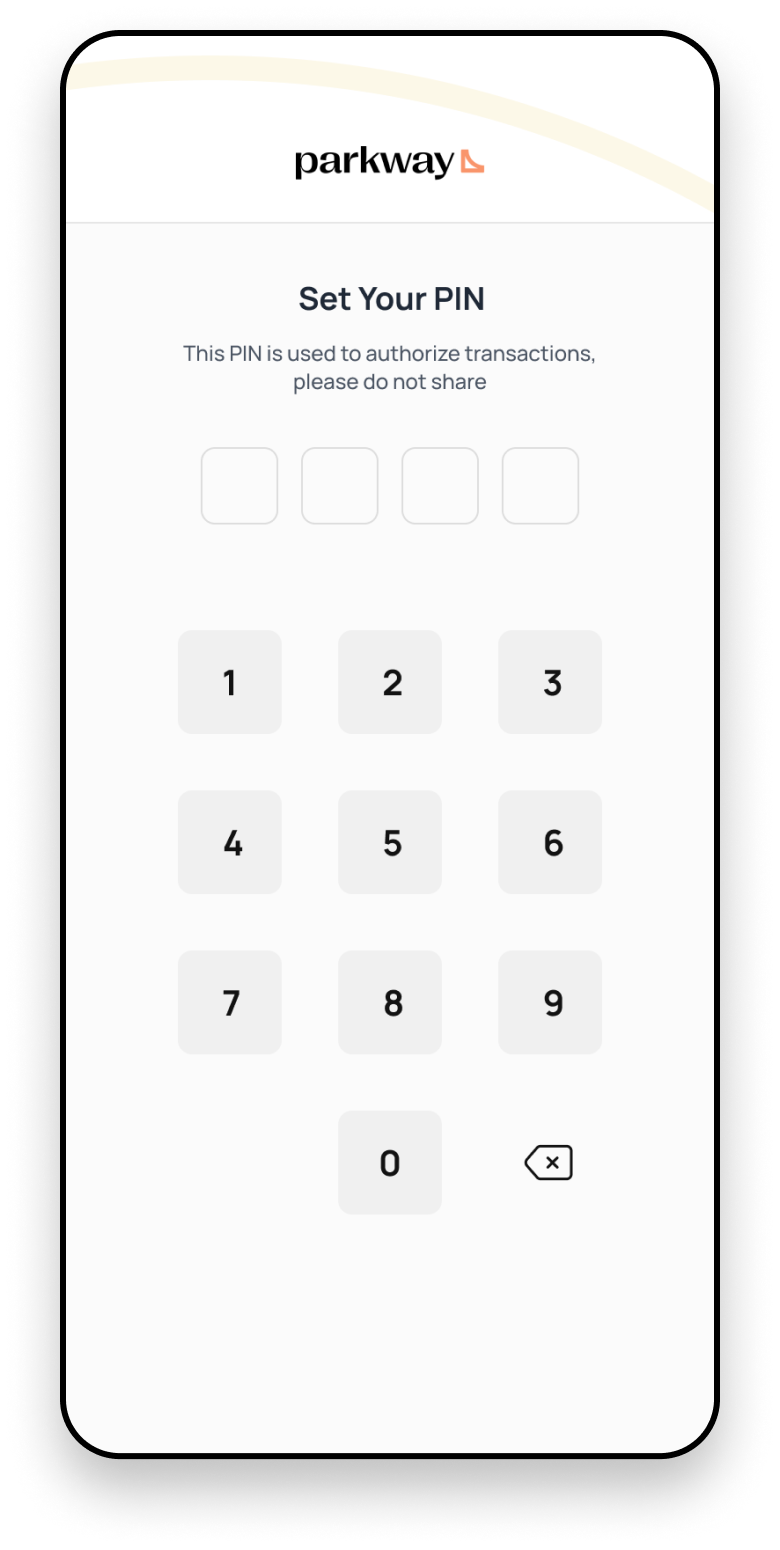 parkway
Set Your PIN
This PIN is used to authorize transactions,
please do not share
1 2 3
4 5 6
7 8 9
0